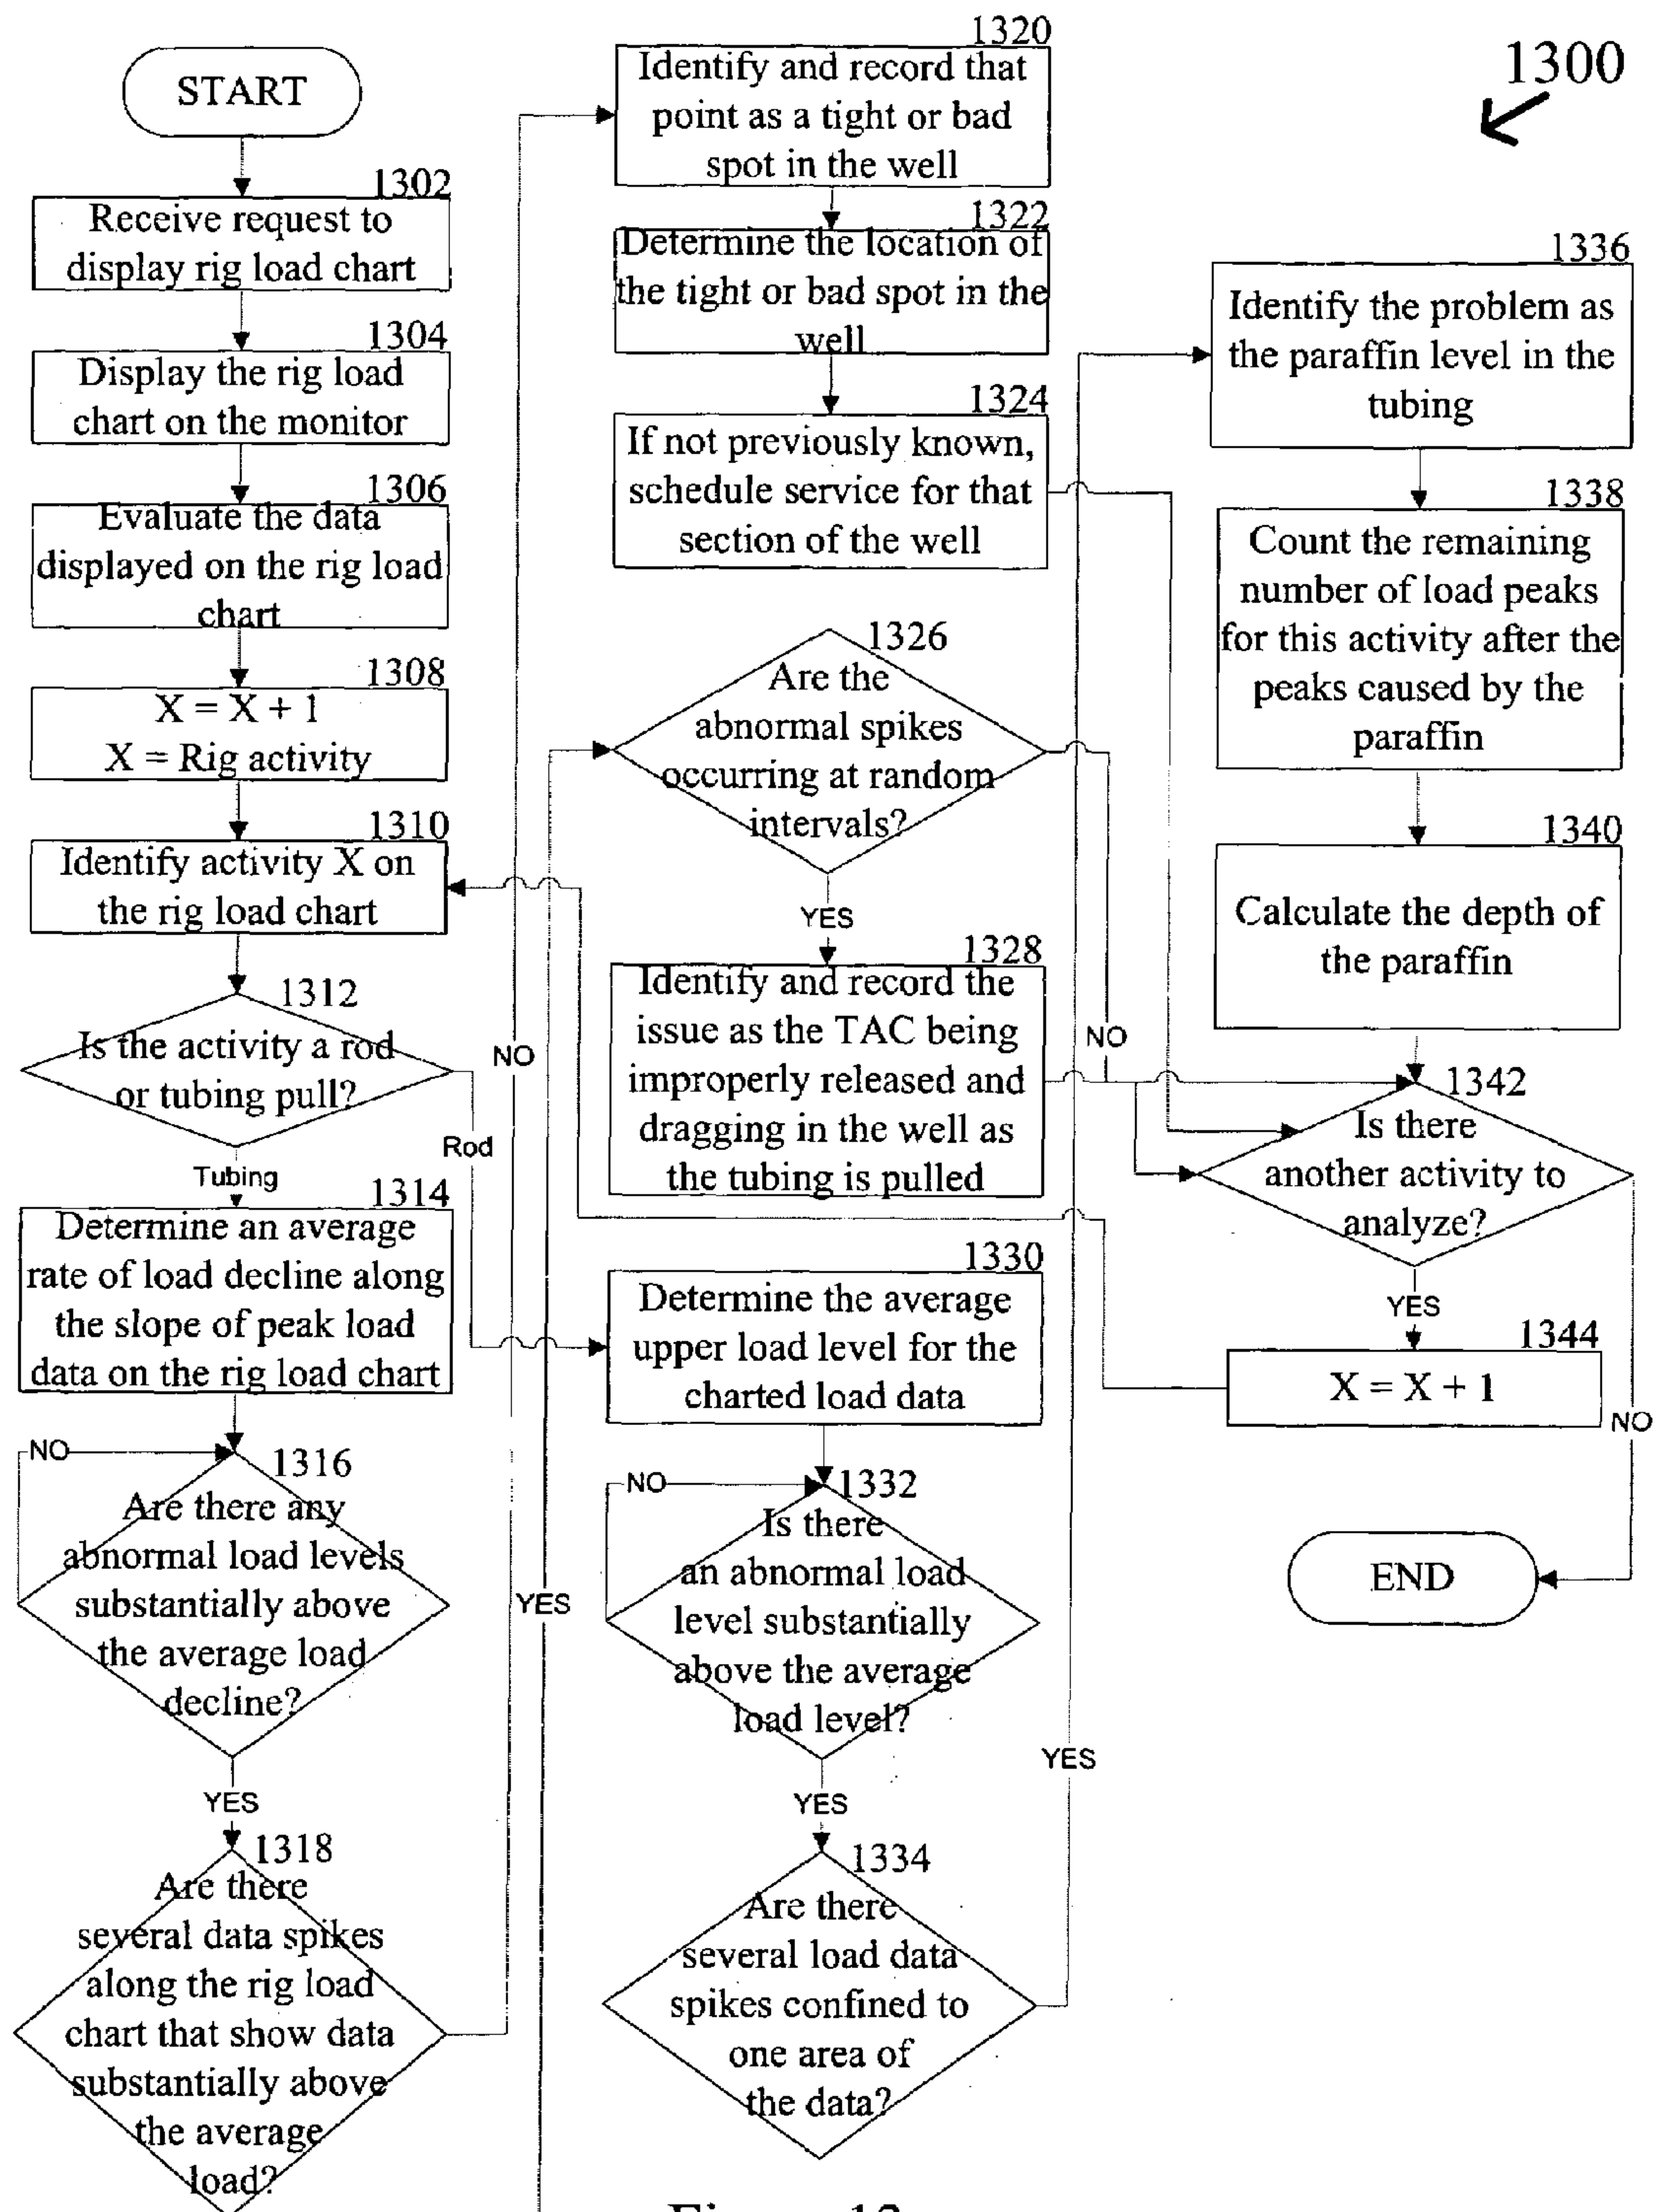 START
1302
Receive request to
display rig load chart
1304
Display the rig load
chart on the monitor
1306
Evaluate the data
displayed on the rig load
chart
1308
X = X + 1
X = Rig activity
1310
Identify activity X on
the rig load chart
1312
Is the activity a rod
or tubing pull?
Rod
Tubing
1314
Determine an average
rate of load decline along
the slope of peak load
data on the rig load chart
NO
1316
Are there any
abnormal load levels
substantially above
the average load
decline?
YES
1318
Are there
several data spikes
along the rig load
chart that show data
substantially above
the average
load?
NO
YES
1320
Identify and record that
point as a tight or bad
spot in the well
1322
Determine the location of
the tight or bad spot in the
well
1324
If not previously known,
schedule service for that
section of the well
1326
Are the
abnormal spikes
occurring at random
intervals?
YES
NO
1328
Identify and record the
issue as the TAC being
improperly released and
dragging in the well as
the tubing is pulled
1330
Determine the average
upper load level for the
charted load data
NO
1332
Is there
an abnormal load
level substantially
above the average
load level?
YES
1334
Are there
several load data
spikes confined to
one area of
the data?
YES
1300
1336
Identify the problem as
the paraffin level in the
tubing
1338
Count the remaining
number of load peaks
for this activity after the
peaks caused by the
paraffin
1340
Calculate the depth of
the paraffin
1342
Is there
another activity to
analyze?
YES
1344
X = X + 1
NO
END